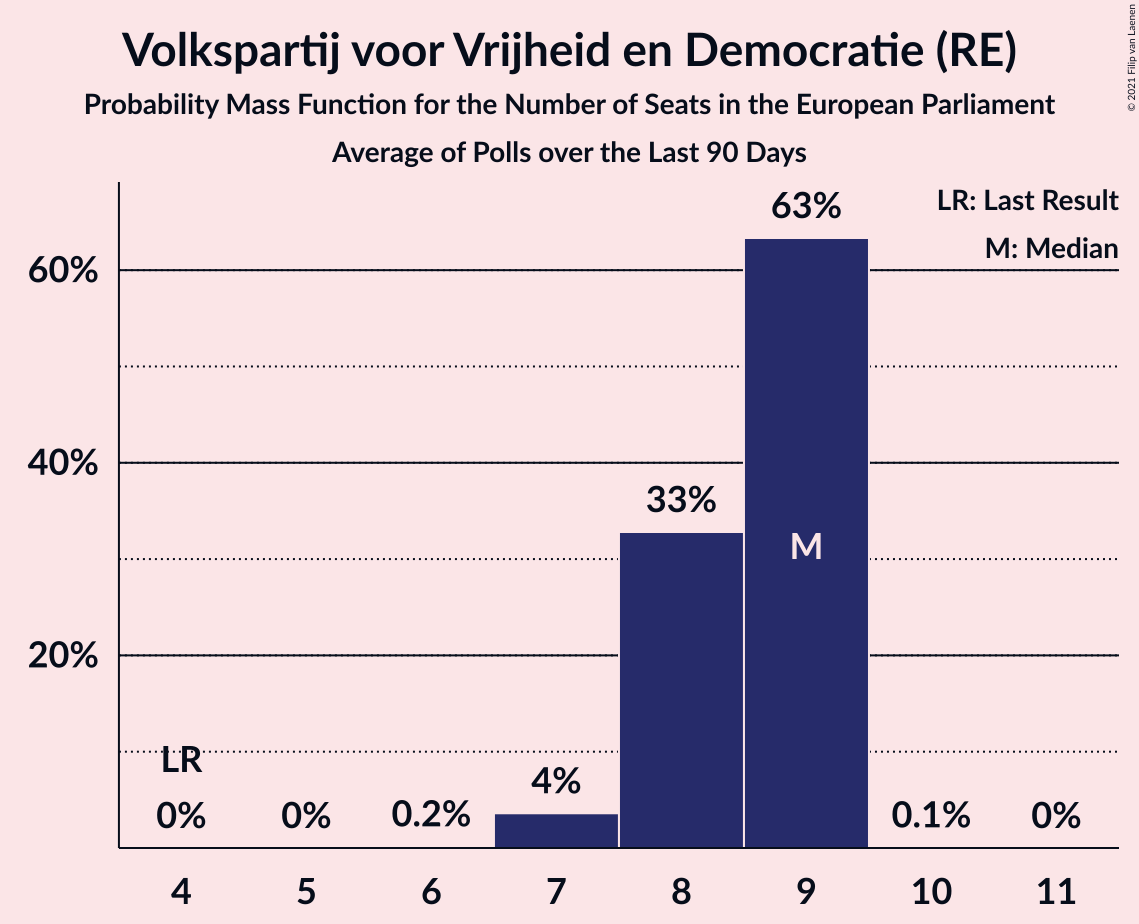 Volkspartij voor Vrijheid en Democratie (RE)
Probability Mass Function for the Number of Seats in the European Parliament
Average of Polls over the Last 90 Days
© 2021 Filip van Laenen
LR: Last Result
M: Median
63%
60%
40%
33%
M
20%
LR
0%
0%
0.2%
4%
0.1%
0%
4 5 6 7 8 9 10 11